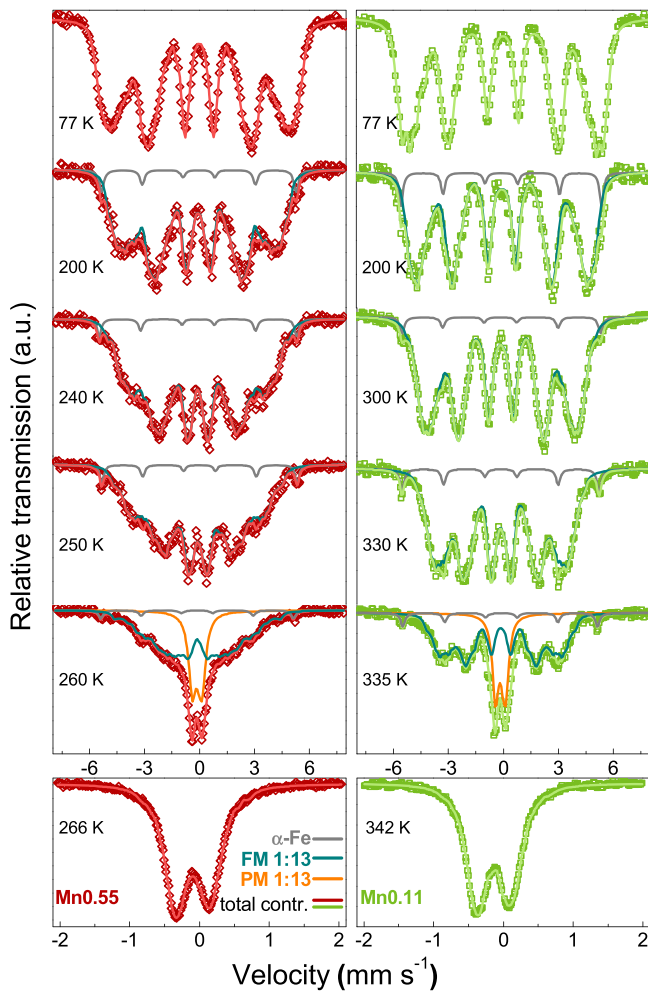 Relative transmission (a.u.)
77 K
200 K
240 K
250 K
260 K
-6 -3 0 3 6
77 K
200 K
300 K
330 K
335 K
-6 -3 0 3 6
266 K
Mn0.55
α-Fe
FM 1:13
PM 1:13
total contr.
-2 -1 0 1 2
342 K
Mn0.11
-2 -1 0 1 2
Velocity (mm s⁻¹)